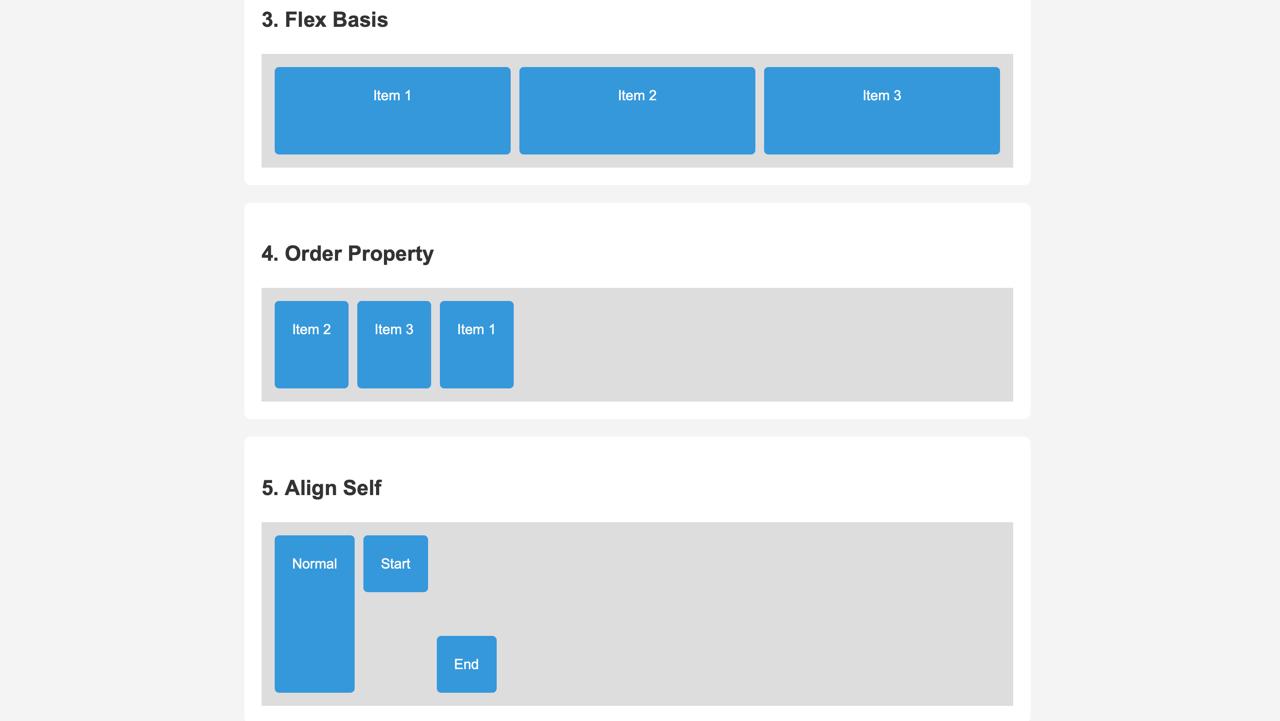 3. Flex Basis
Item 1
Item 2
Item 3
4. Order Property
Item 2
Item 3
Item 1
5. Align Self
Normal
Start
End